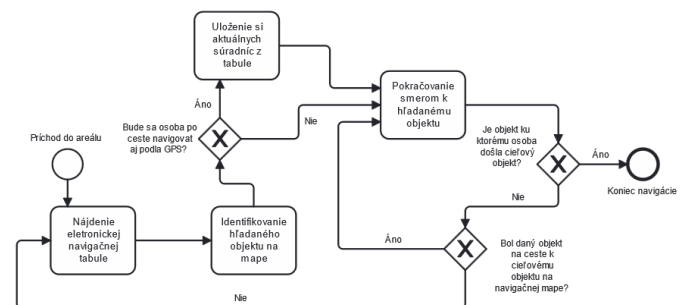 Uloženie si
aktuálnych
súradníc z
tabule
Pokračovanie
smerom k
hľadanému
objektu
Áno
Bude sa osoba po
ceste navigovat
aj podla GPS?
Nie
Príchod do areálu
Je objekt ku
ktorému osoba
došla cieľový
objekt?
Áno
Koniec navigácie
Nie
Nájdenie
eletronickej
navigačnej
tabule
Identifikovanie
hľadaného
objektu na
mape
Áno
Bol daný objekt
na ceste k
cieľovému
objektu na
navigačnej mape?
Nie